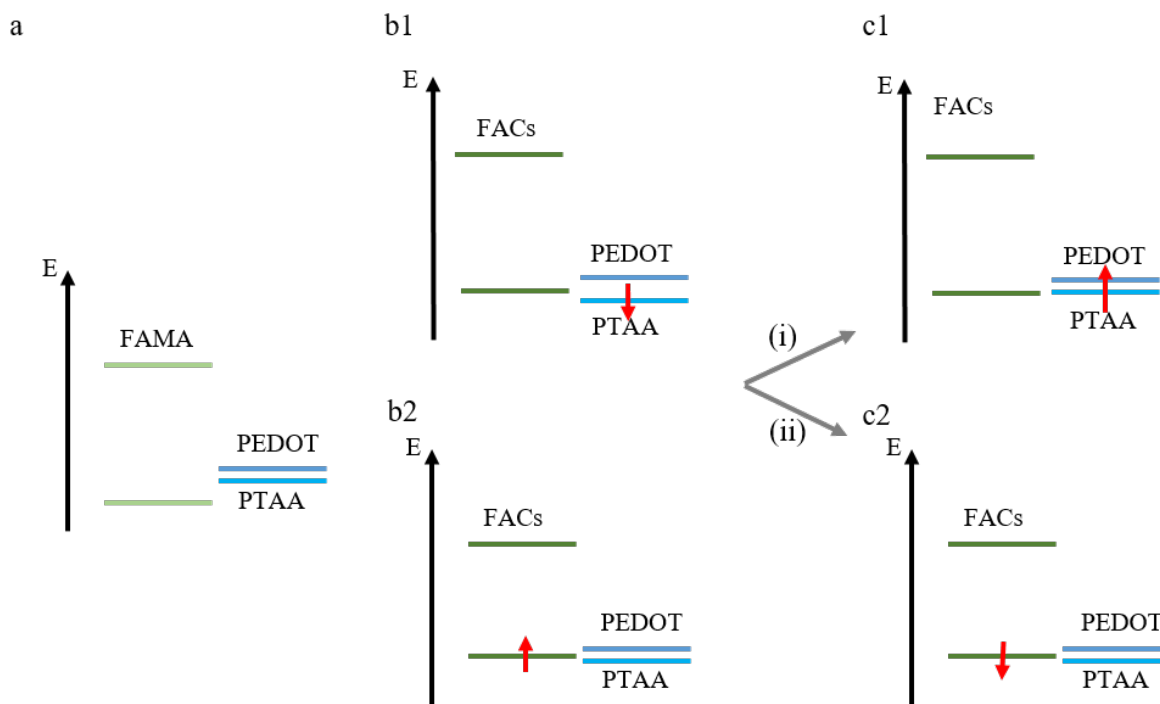 a
E
FAMA
PEDOT
PTAA
b1
E
FACs
PEDOT
PTAA
b2
E
FACs
PEDOT
PTAA
(i)
(ii)
c1
E
FACs
PEDOT
PTAA
c2
E
FACs
PEDOT
PTAA